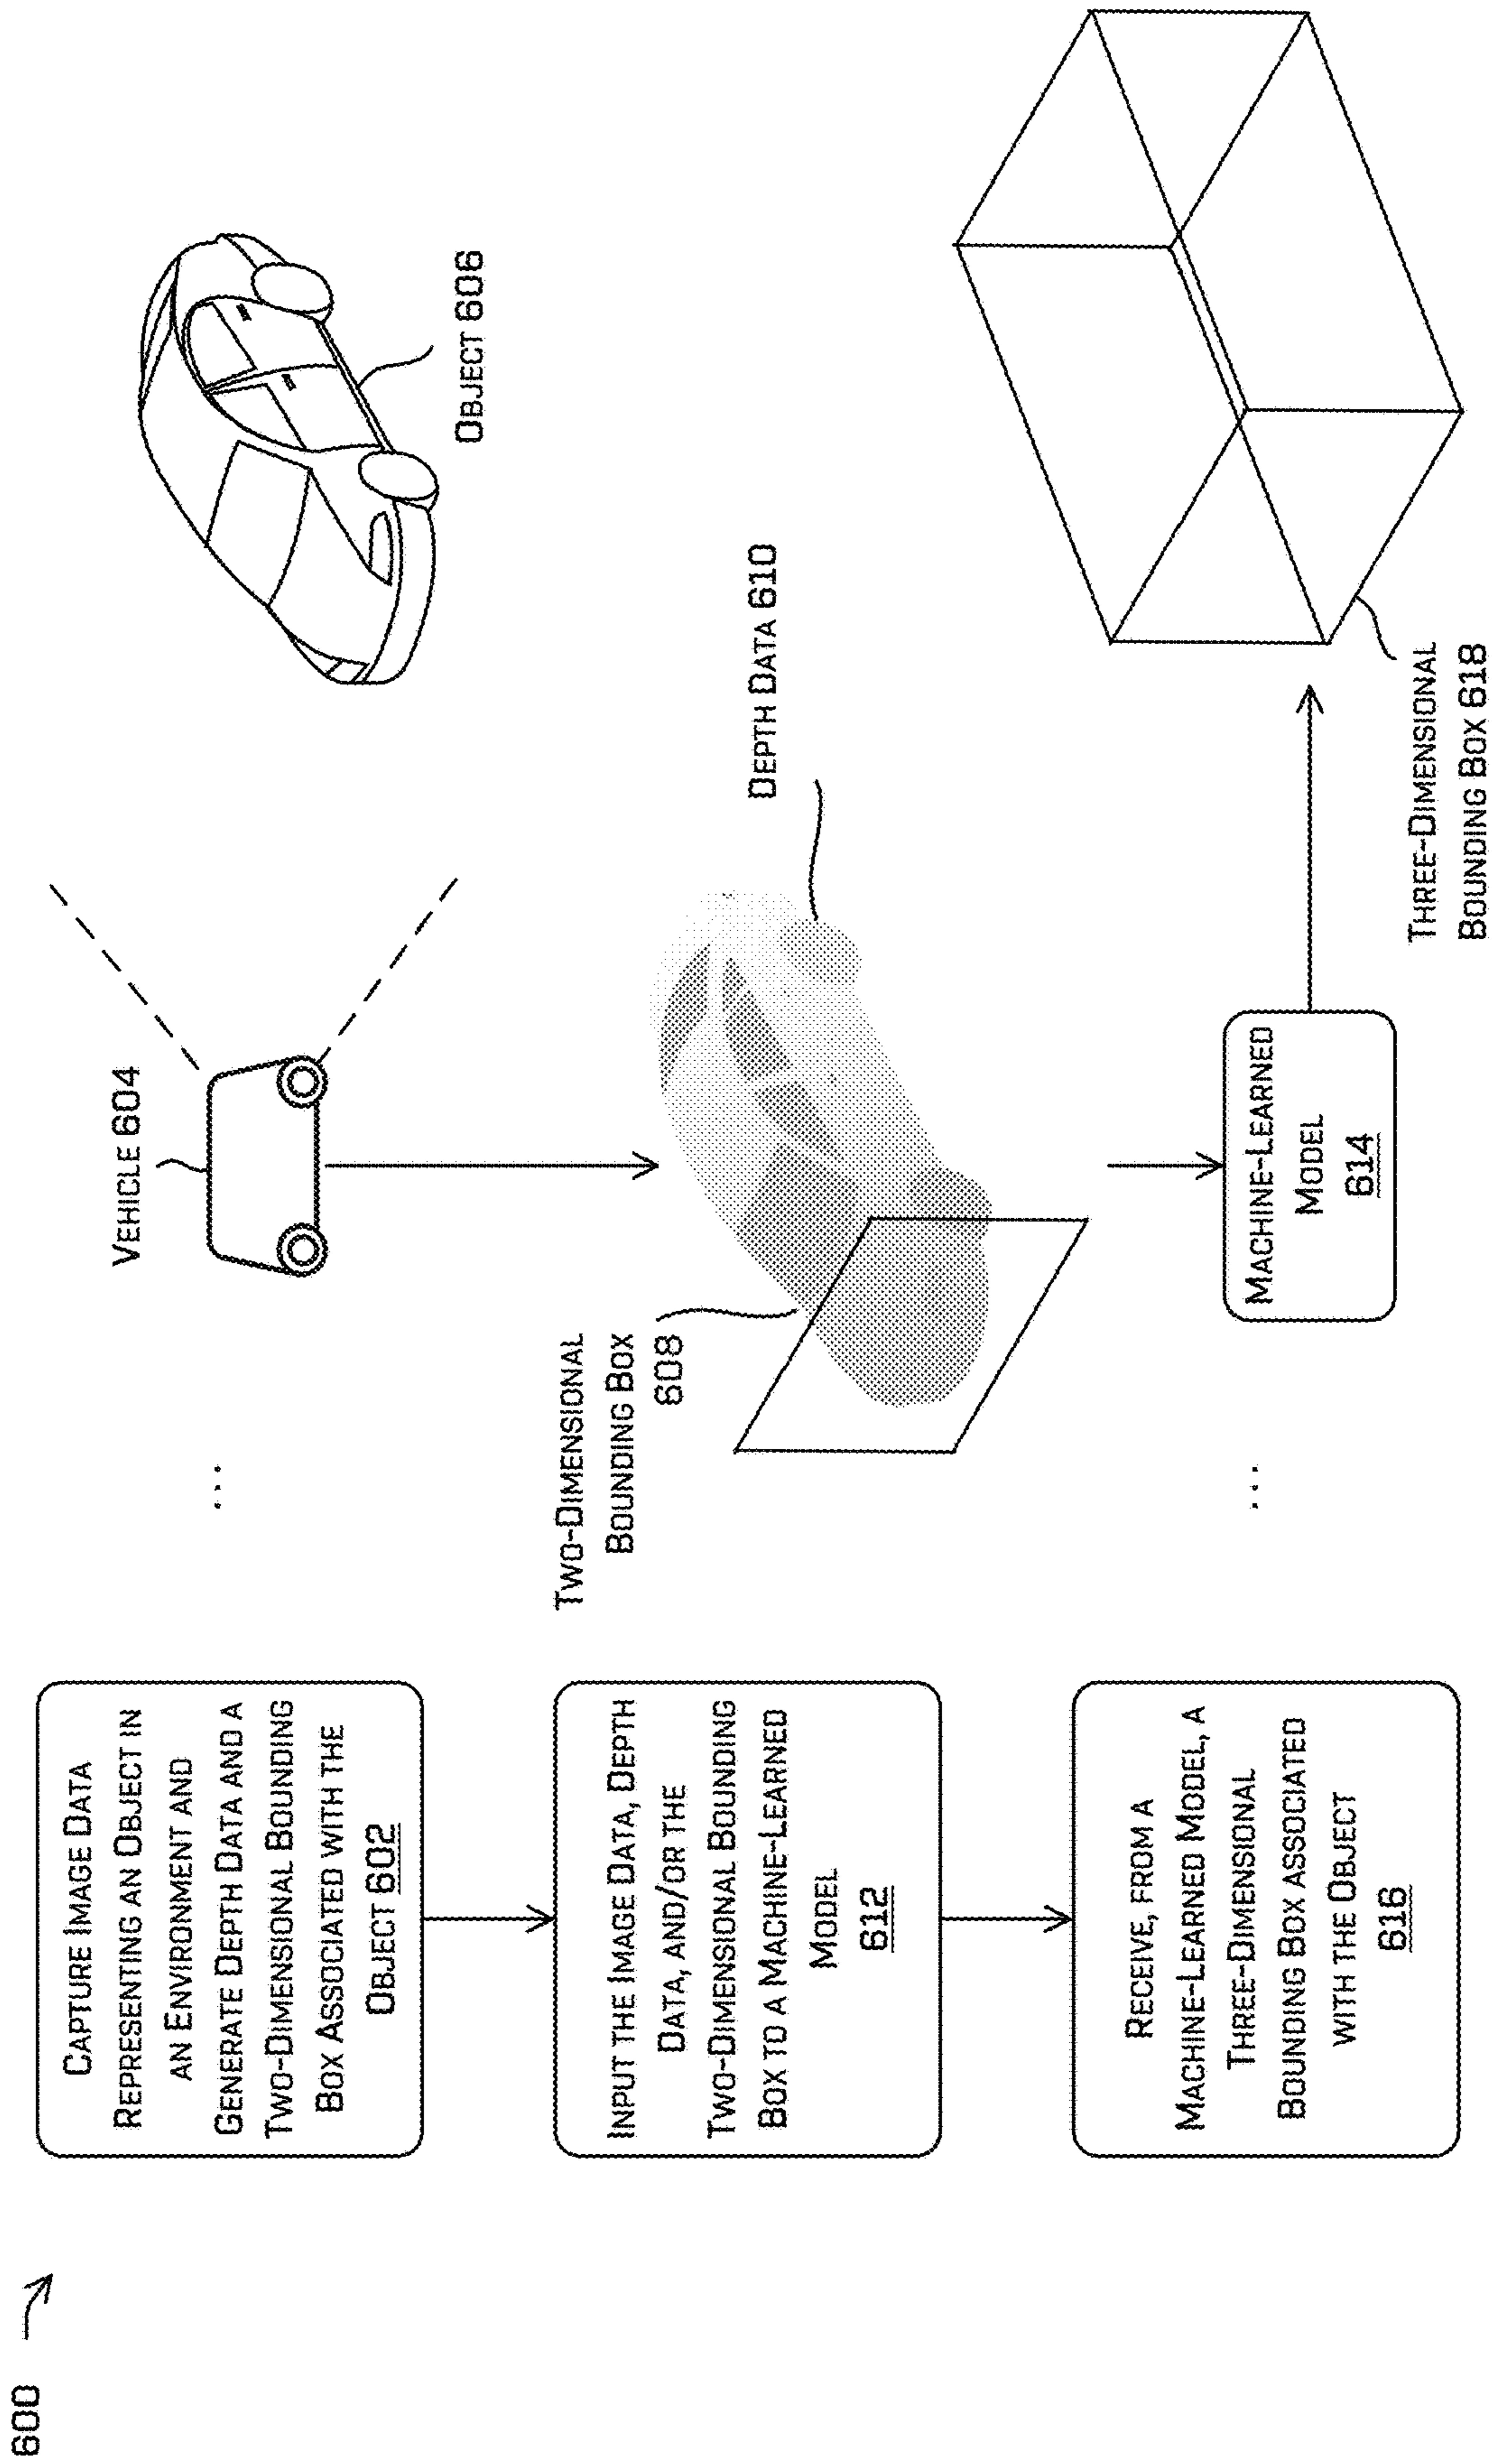 600
CAPTURE IMAGE DATA
REPRESENTING AN OBJECT IN
AN ENVIRONMENT AND
GENERATE DEPTH DATA AND A
TWO-DIMENSIONAL BOUNDING
BOX ASSOCIATED WITH THE
OBJECT 602
...
VEHICLE 604
OBJECT 606
INPUT THE IMAGE DATA, DEPTH
DATA, AND/OR THE
TWO-DIMENSIONAL BOUNDING
BOX TO A MACHINE-LEARNED
MODEL
612
TWO-DIMENSIONAL
BOUNDING BOX
608
DEPTH DATA 610
RECEIVE, FROM A
MACHINE-LEARNED MODEL, A
THREE-DIMENSIONAL
BOUNDING BOX ASSOCIATED
WITH THE OBJECT
616
...
MACHINE-LEARNED
MODEL
614
THREE-DIMENSIONAL
BOUNDING BOX 618